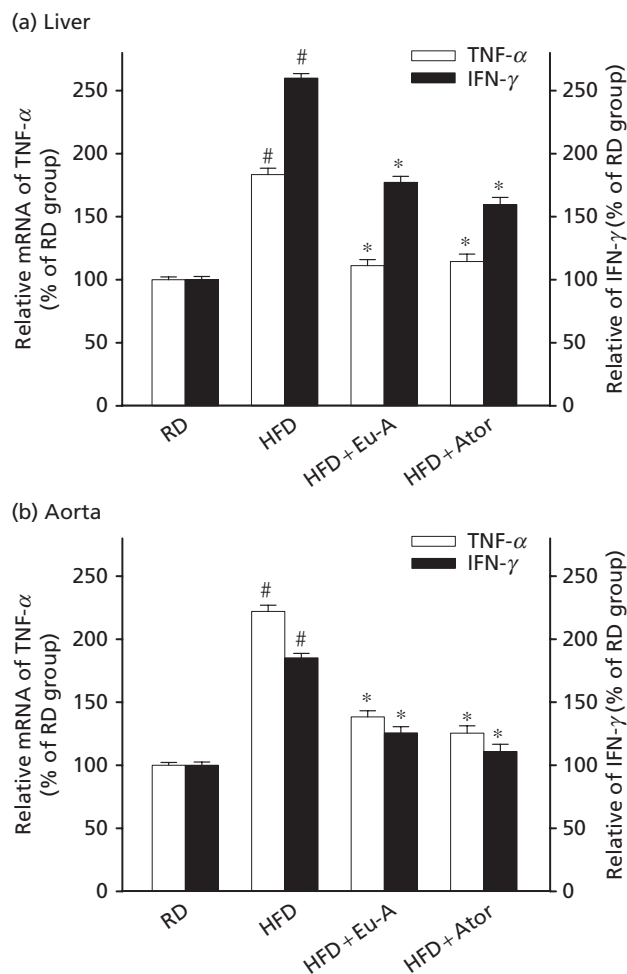 (a) Liver
TNF-α
IFN-γ
Relative mRNA of TNF-α
(% of RD group)
250
200
150
100
50
0
#
#
*
*
*
*
250
200
150
100
50
0
Relative of IFN-γ (% of RD group)
RD
HFD
HFD+Eu-A
HFD+Ator
(b) Aorta
TNF-α
IFN-γ
Relative mRNA of TNF-α
(% of RD group)
250
200
150
100
50
0
#
#
*
*
*
*
250
200
150
100
50
0
Relative of IFN-γ (% of RD group)
RD
HFD
HFD+Eu-A
HFD+Ator